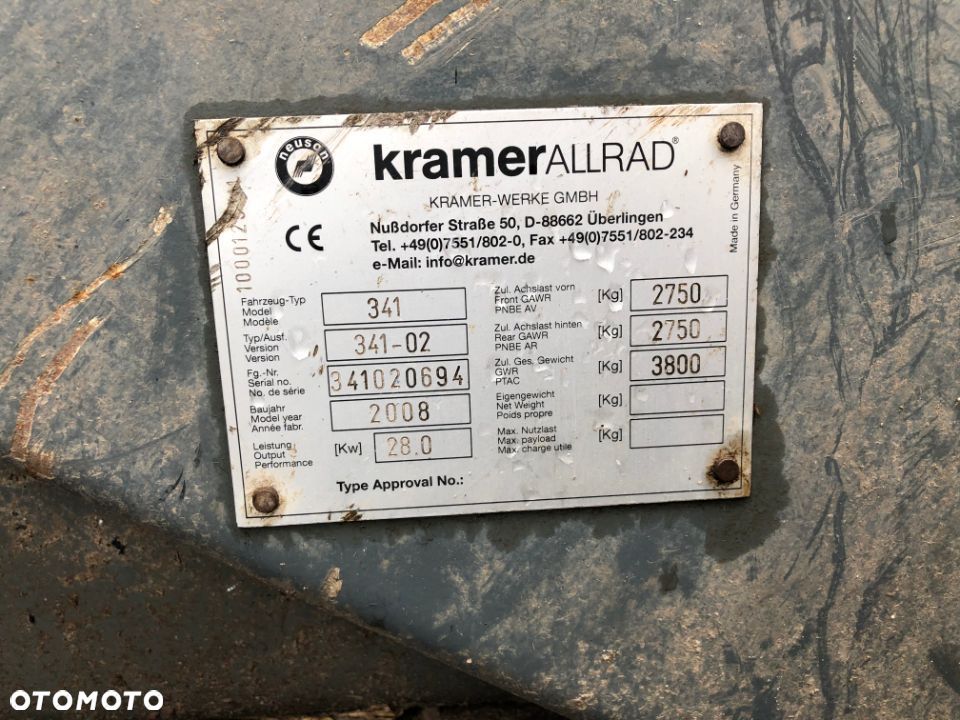 neuson
kramerALLRAD®
KRAMER-WERKE GMBH
Nußdorfer Straße 50, D-88662 Überlingen
Tel. +49(0)7551/802-0, Fax +49(0)7551/802-234
e-Mail: info@kramer.de
CE
Made in Germany
Fahrzeug-Typ
Model
Modèle
341
Typ/Ausf.
Version
Version
341-02
Fg.-Nr.
Serial no.
No. de série
341020694
Baujahr
Model year
Année fabr.
2008
Leistung
Output
Performance
[Kw] 28.0
Zul. Achslast vorn
Front GAWR
PNBE AV
[Kg] 2750
Zul. Achslast hinten
Rear GAWR
PNBE AR
[Kg] 2750
Zul. Ges. Gewicht
GWR
PTAC
[Kg] 3800
Eigengewicht
Net Weight
Poids propre
[Kg]
Max. Nutzlast
Max. payload
Max. charge utile
[Kg]
Type Approval No.:
OTOMOTO